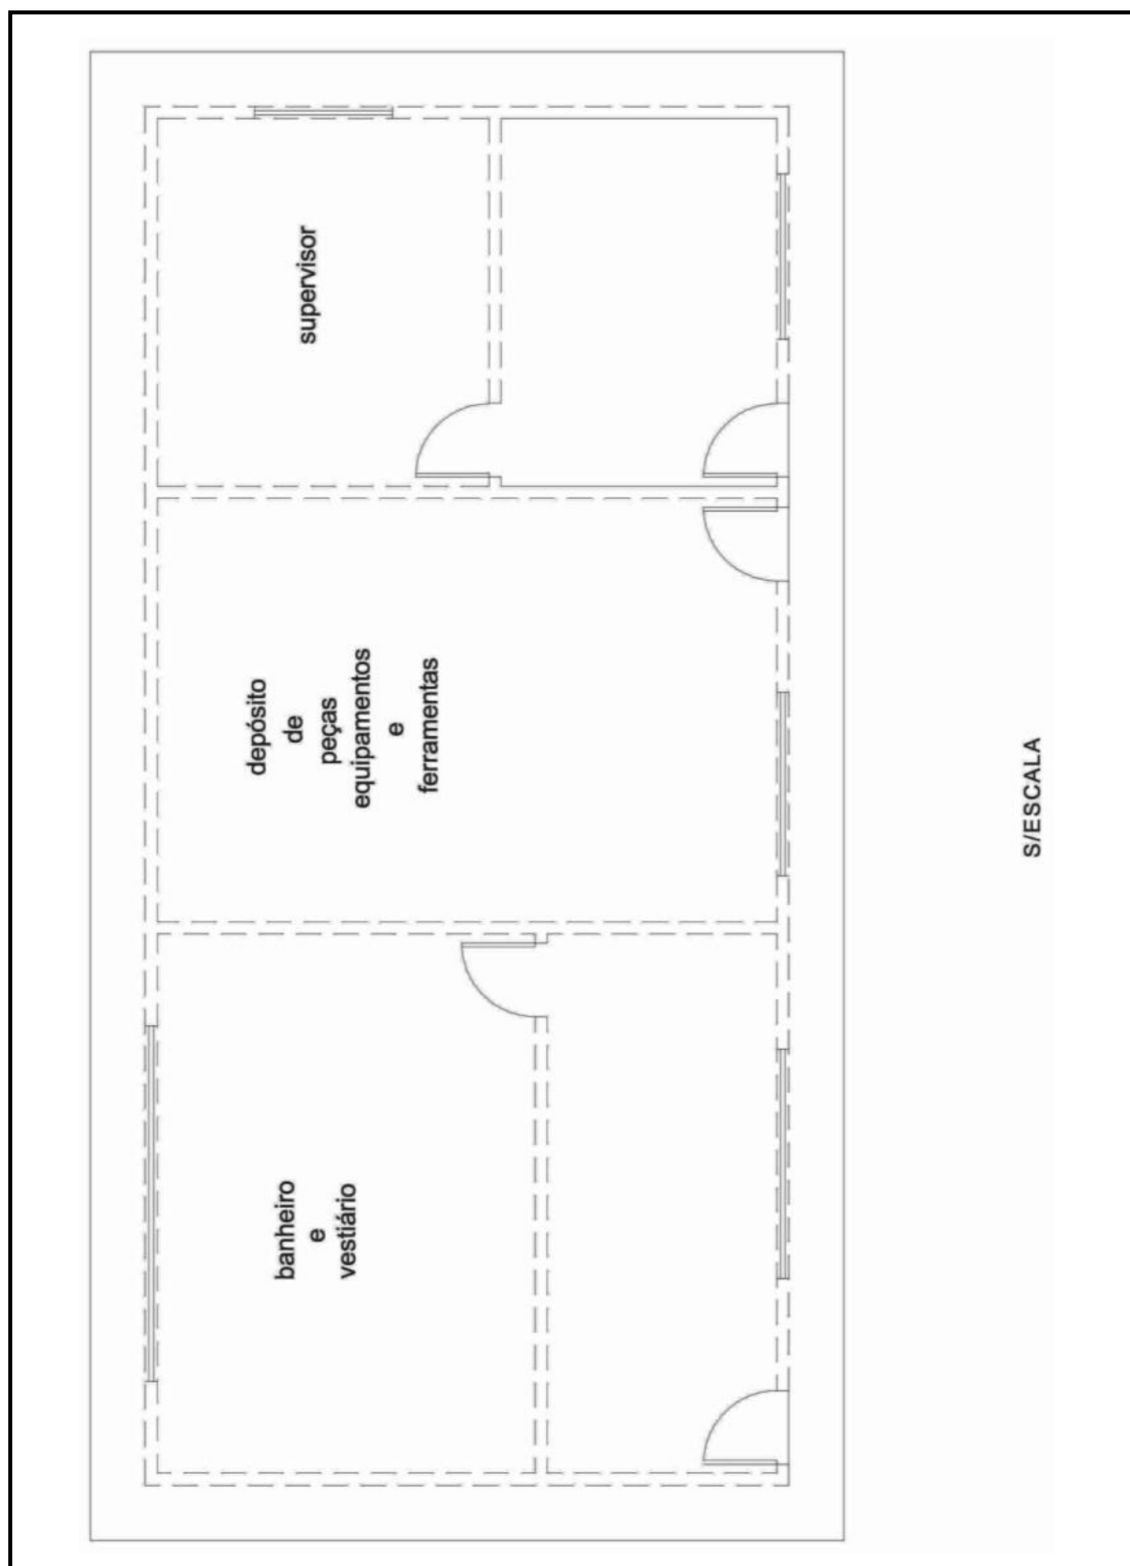 banheiro
e
vestiário
depósito
de
peças
equipamentos
e
ferramentas
supervisor
S/ESCALA